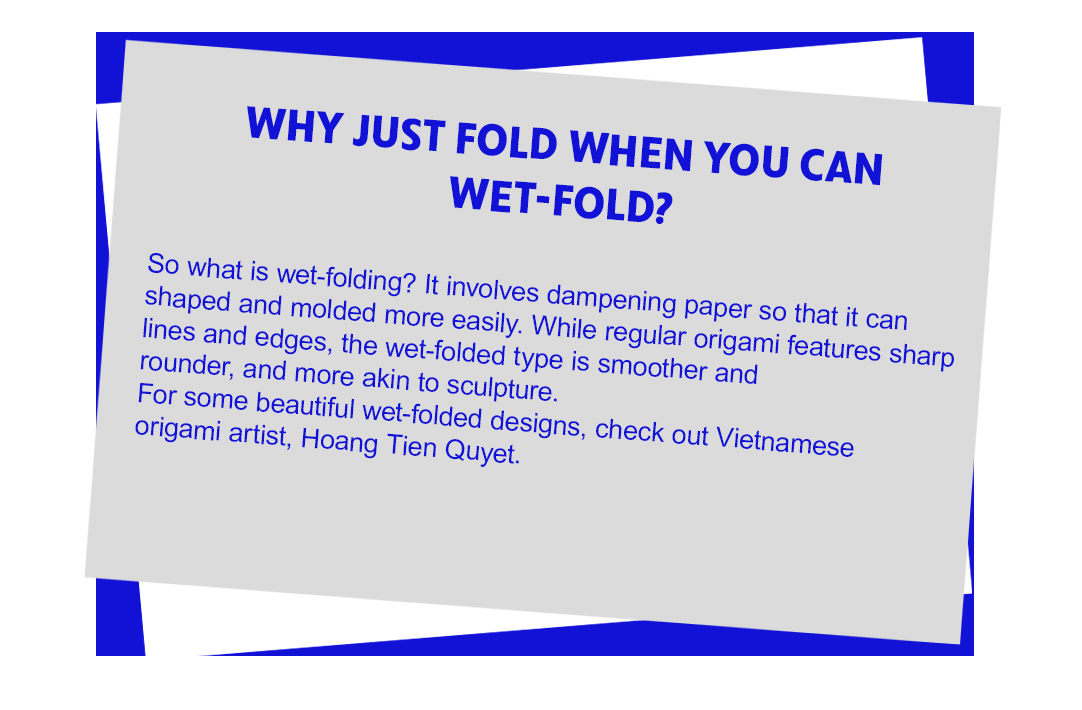 WHY JUST FOLD WHEN YOU CAN
WET-FOLD?
So what is wet-folding? It involves dampening paper so that it can
shaped and molded more easily. While regular origami features sharp
lines and edges, the wet-folded type is smoother and
rounder, and more akin to sculpture.
For some beautiful wet-folded designs, check out Vietnamese
origami artist, Hoang Tien Quyet.